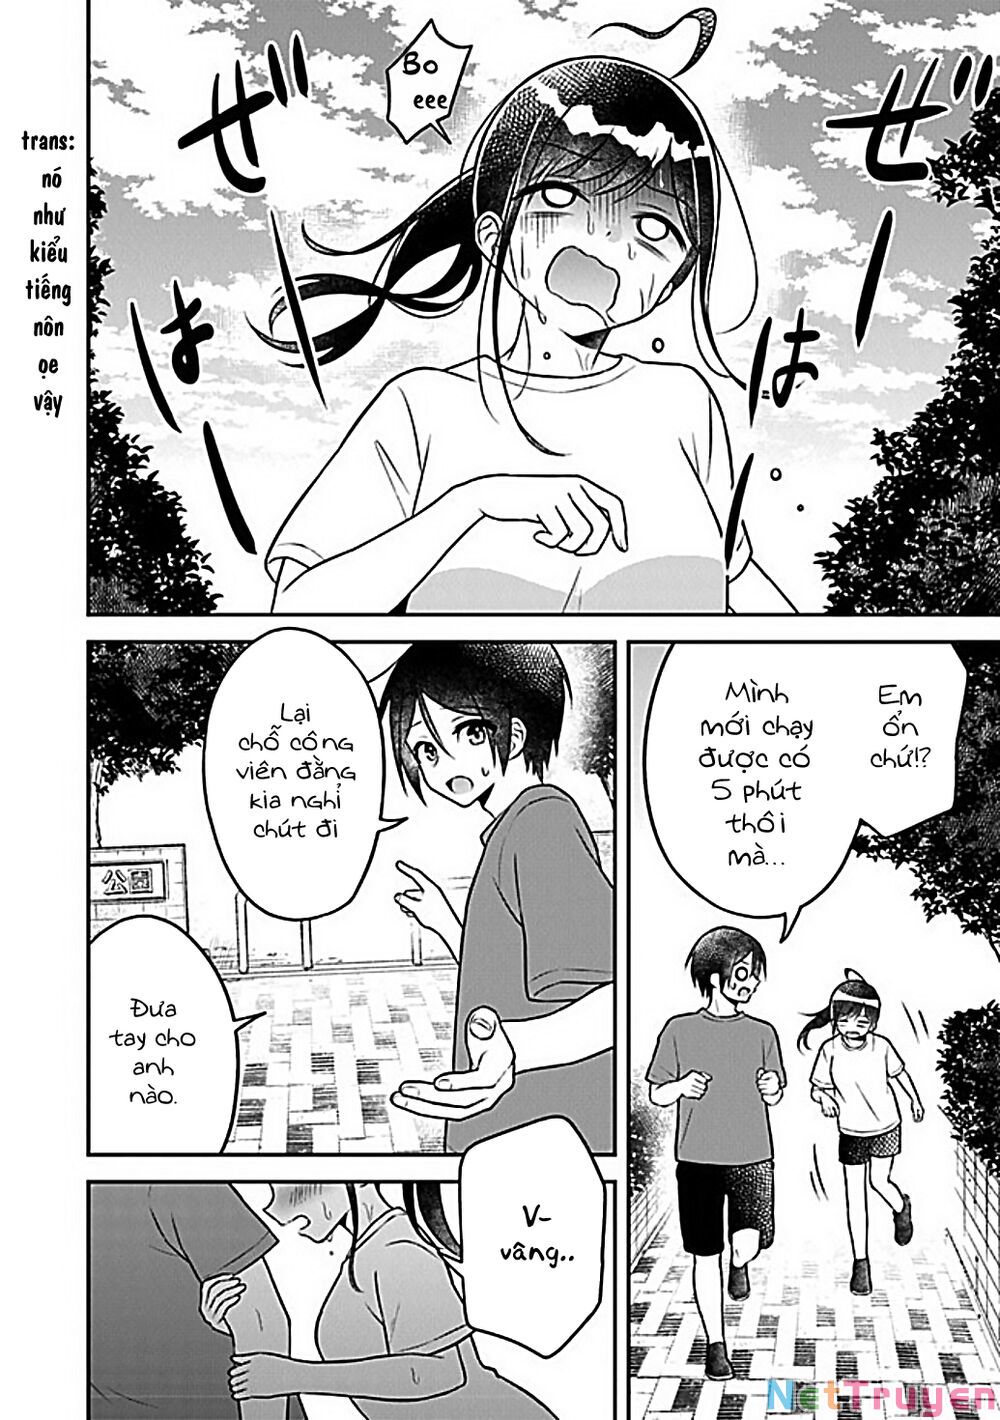 Bo
eee
ぜ゛
は
ぜ゛
は
trans:
nó
như
kiểu
tiếng
nôn
ọe
vậy
Em
ổn
chứ!?
Mình
mới chạy
được có
5 phút
thôi
mà...
Lại
chỗ công
viên đằng
kia nghỉ
chút đi
公園
Đưa
tay cho
anh
nào.
V-
vâng..
NetTruyen